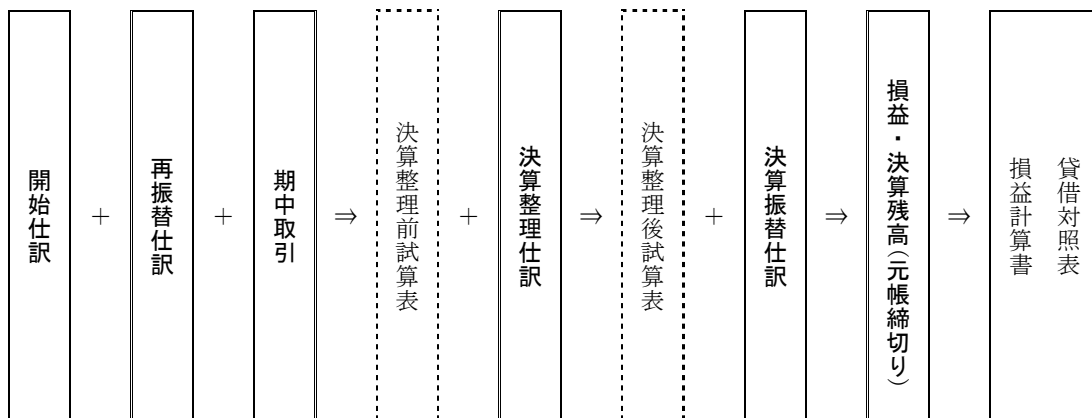 開始仕訳
+
再振替仕訳
+
期中取引
⇒
決算整理前試算表
+
決算整理仕訳
⇒
決算整理後試算表
+
決算振替仕訳
⇒
損益・決算残高(元帳締切り)
⇒
貸借対照表
損益計算書